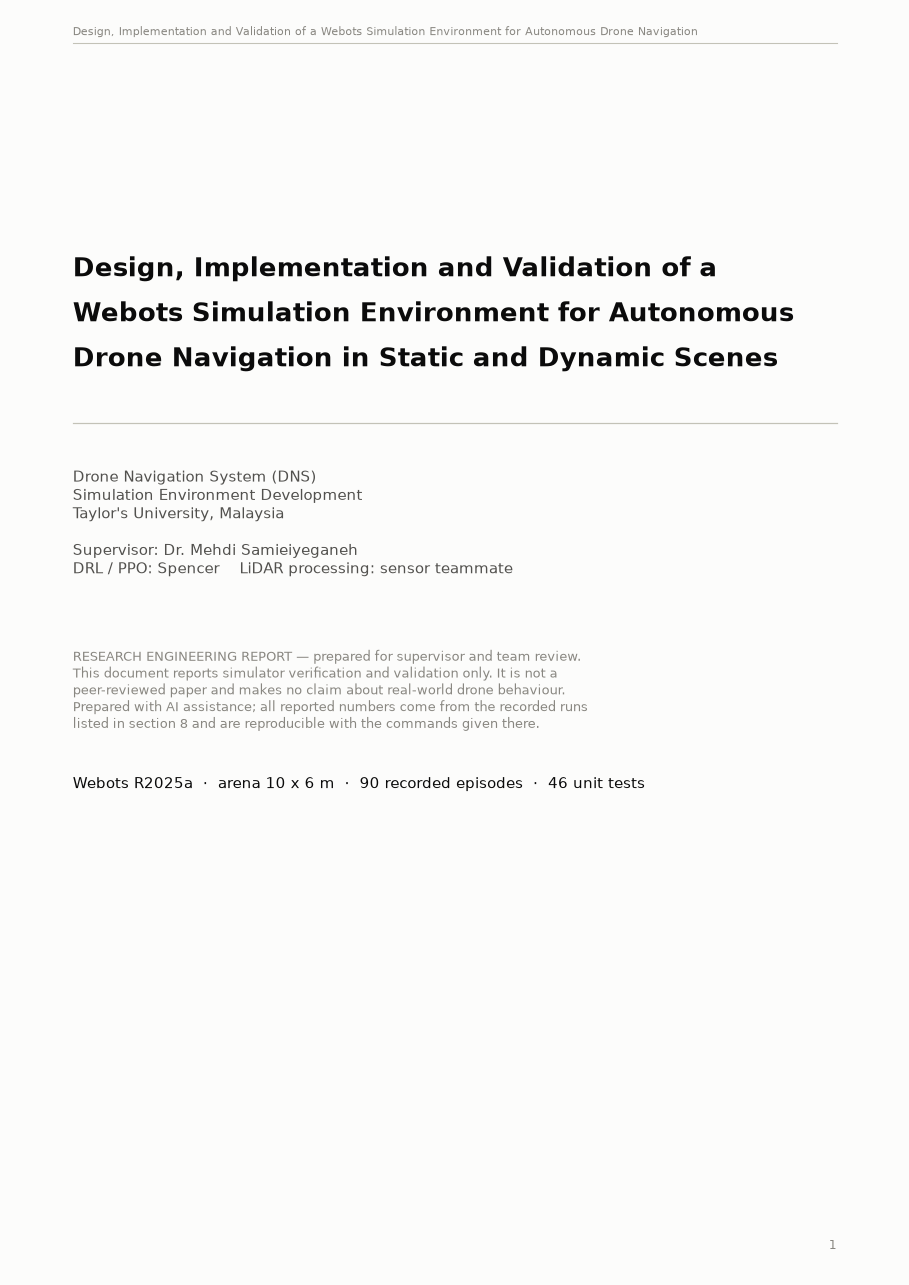 Design, Implementation and Validation of a Webots Simulation Environment for Autonomous Drone Navigation
Design, Implementation and Validation of a
Webots Simulation Environment for Autonomous
Drone Navigation in Static and Dynamic Scenes
Drone Navigation System (DNS)
Simulation Environment Development
Taylor's University, Malaysia
Supervisor: Dr. Mehdi Samieiyeganeh
DRL / PPO: Spencer    LiDAR processing: sensor teammate
RESEARCH ENGINEERING REPORT — prepared for supervisor and team review.
This document reports simulator verification and validation only. It is not a
peer-reviewed paper and makes no claim about real-world drone behaviour.
Prepared with AI assistance; all reported numbers come from the recorded runs
listed in section 8 and are reproducible with the commands given there.
Webots R2025a  ·  arena 10 x 6 m  ·  90 recorded episodes  ·  46 unit tests
1